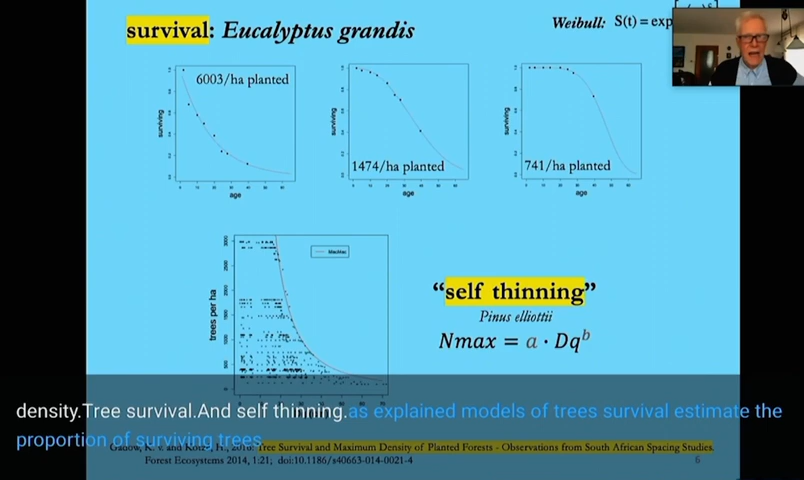 survival: Eucalyptus grandis
Weibull: S(t) = exp
6003/ha planted
1474/ha planted
741/ha planted
surviving
surviving
surviving
age
age
age
trees per ha
"self thinning"
Pinus elliottii
Nmax = a · Dq^b
density.Tree survival.And self thinning.as explained models of trees survival estimate the
proportion of surviving trees
Gadow, K. v. and Kotze, H., Tree Survival and Maximum Density of Planted Forests - Observations from South African Spacing Studies.
Forest Ecosystems 2014, 1:21; doi:10.1186/s40663-014-0021-4
6